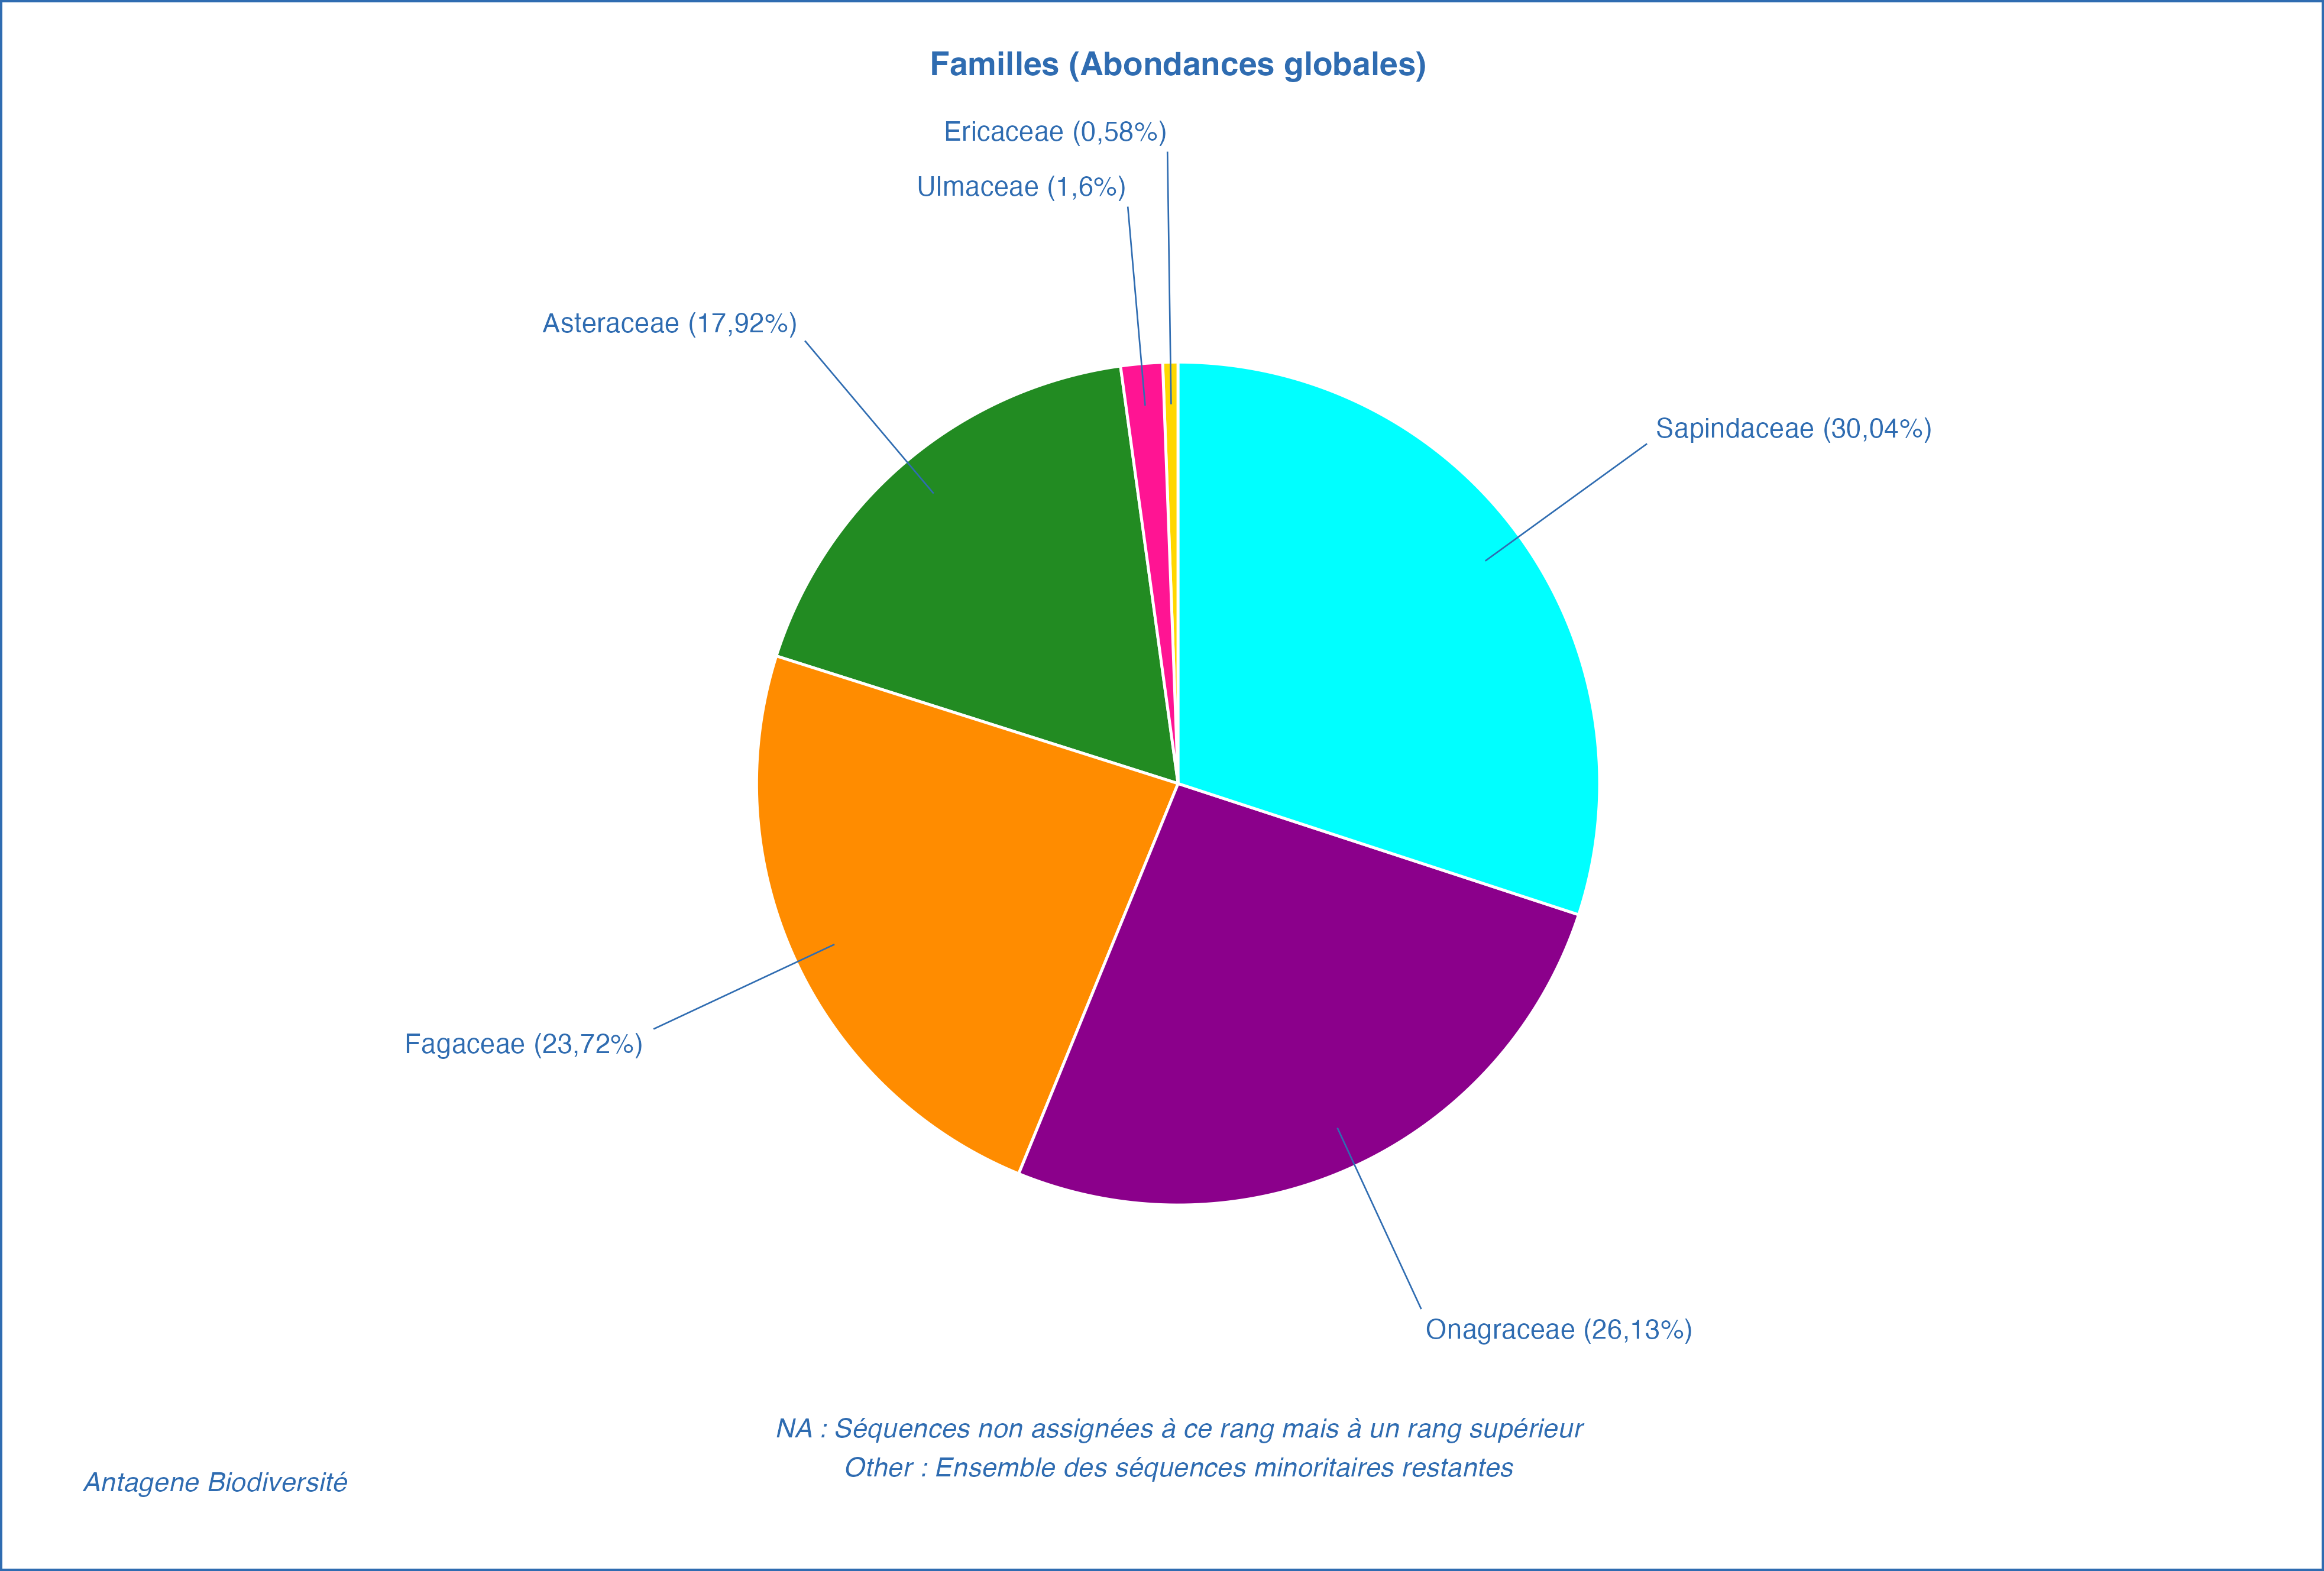 Familles (Abondances globales)
Ericaceae (0,58%)
Ulmaceae (1,6%)
Asteraceae (17,92%)
Sapindaceae (30,04%)
Fagaceae (23,72%)
Onagraceae (26,13%)
NA : Séquences non assignées à ce rang mais à un rang supérieur
Other : Ensemble des séquences minoritaires restantes
Antagene Biodiversité